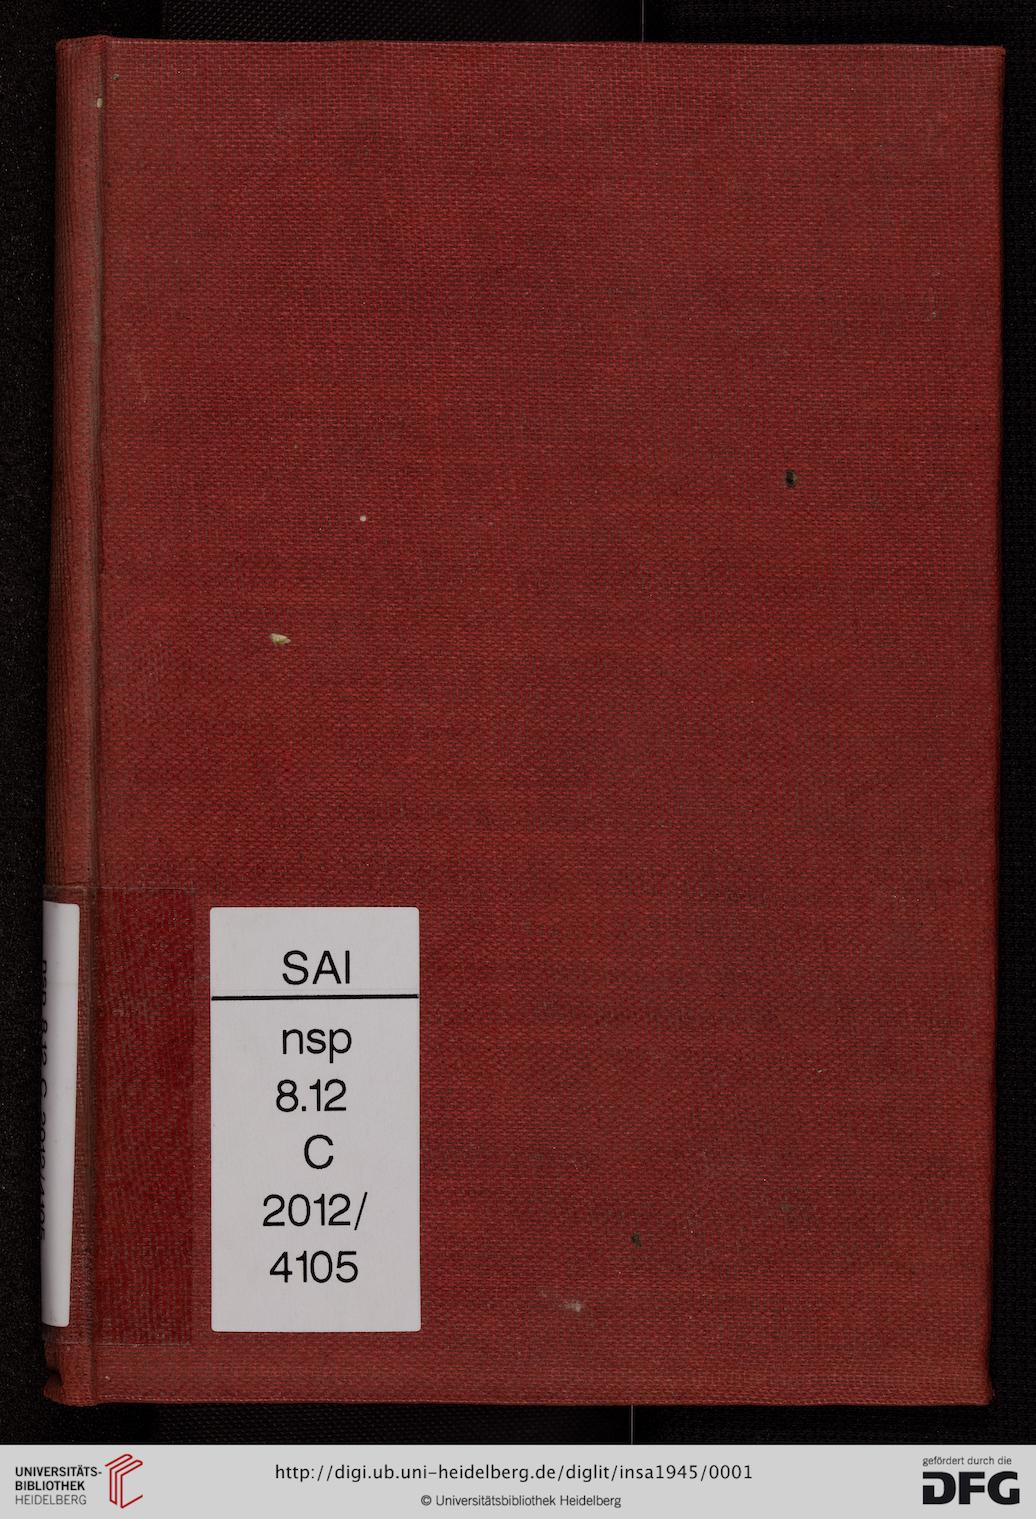 SAI
nsp
8.12
C
2012/
4105
UNIVERSITÄTS-
BIBLIOTHEK
HEIDELBERG
http://digi.ub.uni-heidelberg.de/diglit/insa1945/0001
© Universitätsbibliothek Heidelberg
gefördert durch die
DFG